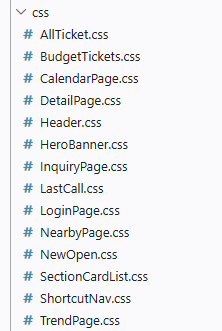 css
# AllTicket.css
# BudgetTickets.css
# CalendarPage.css
# DetailPage.css
# Header.css
# HeroBanner.css
# InquiryPage.css
# LastCall.css
# LoginPage.css
# NearbyPage.css
# NewOpen.css
# SectionCardList.css
# ShortcutNav.css
# TrendPage.css